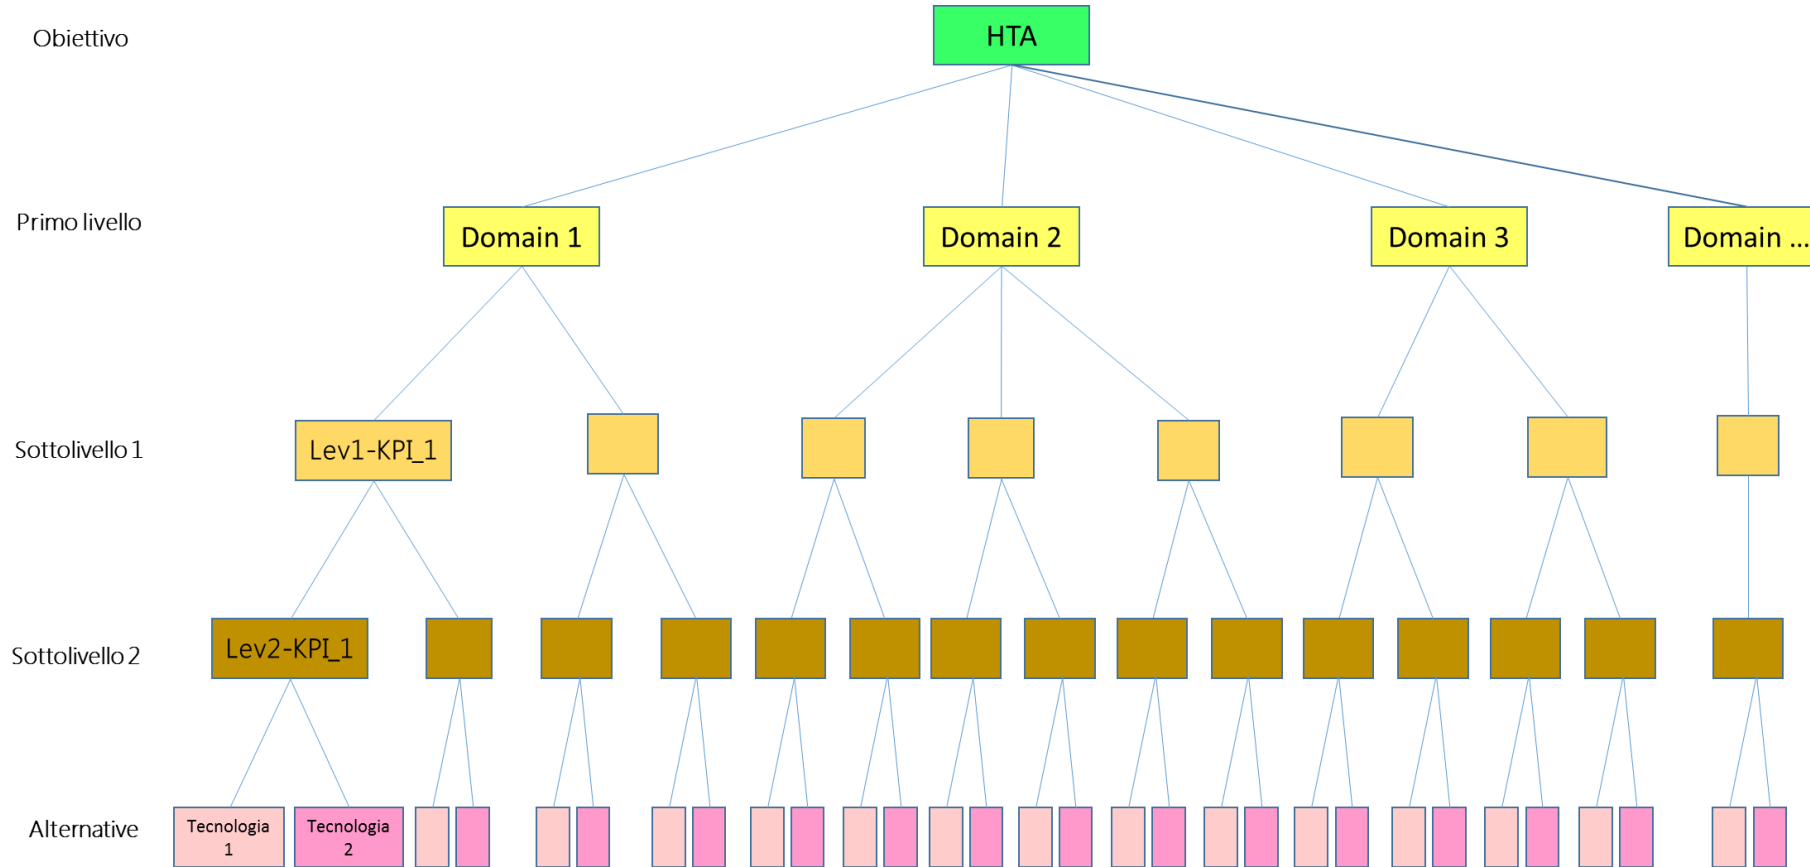 Obiettivo
HTA
Primo livello
Domain 1
Domain 2
Domain 3
Domain ...
Sottolivello 1
Lev1-KPI_1
Sottolivello 2
Lev2-KPI_1
Alternative
Tecnologia
1
Tecnologia
2